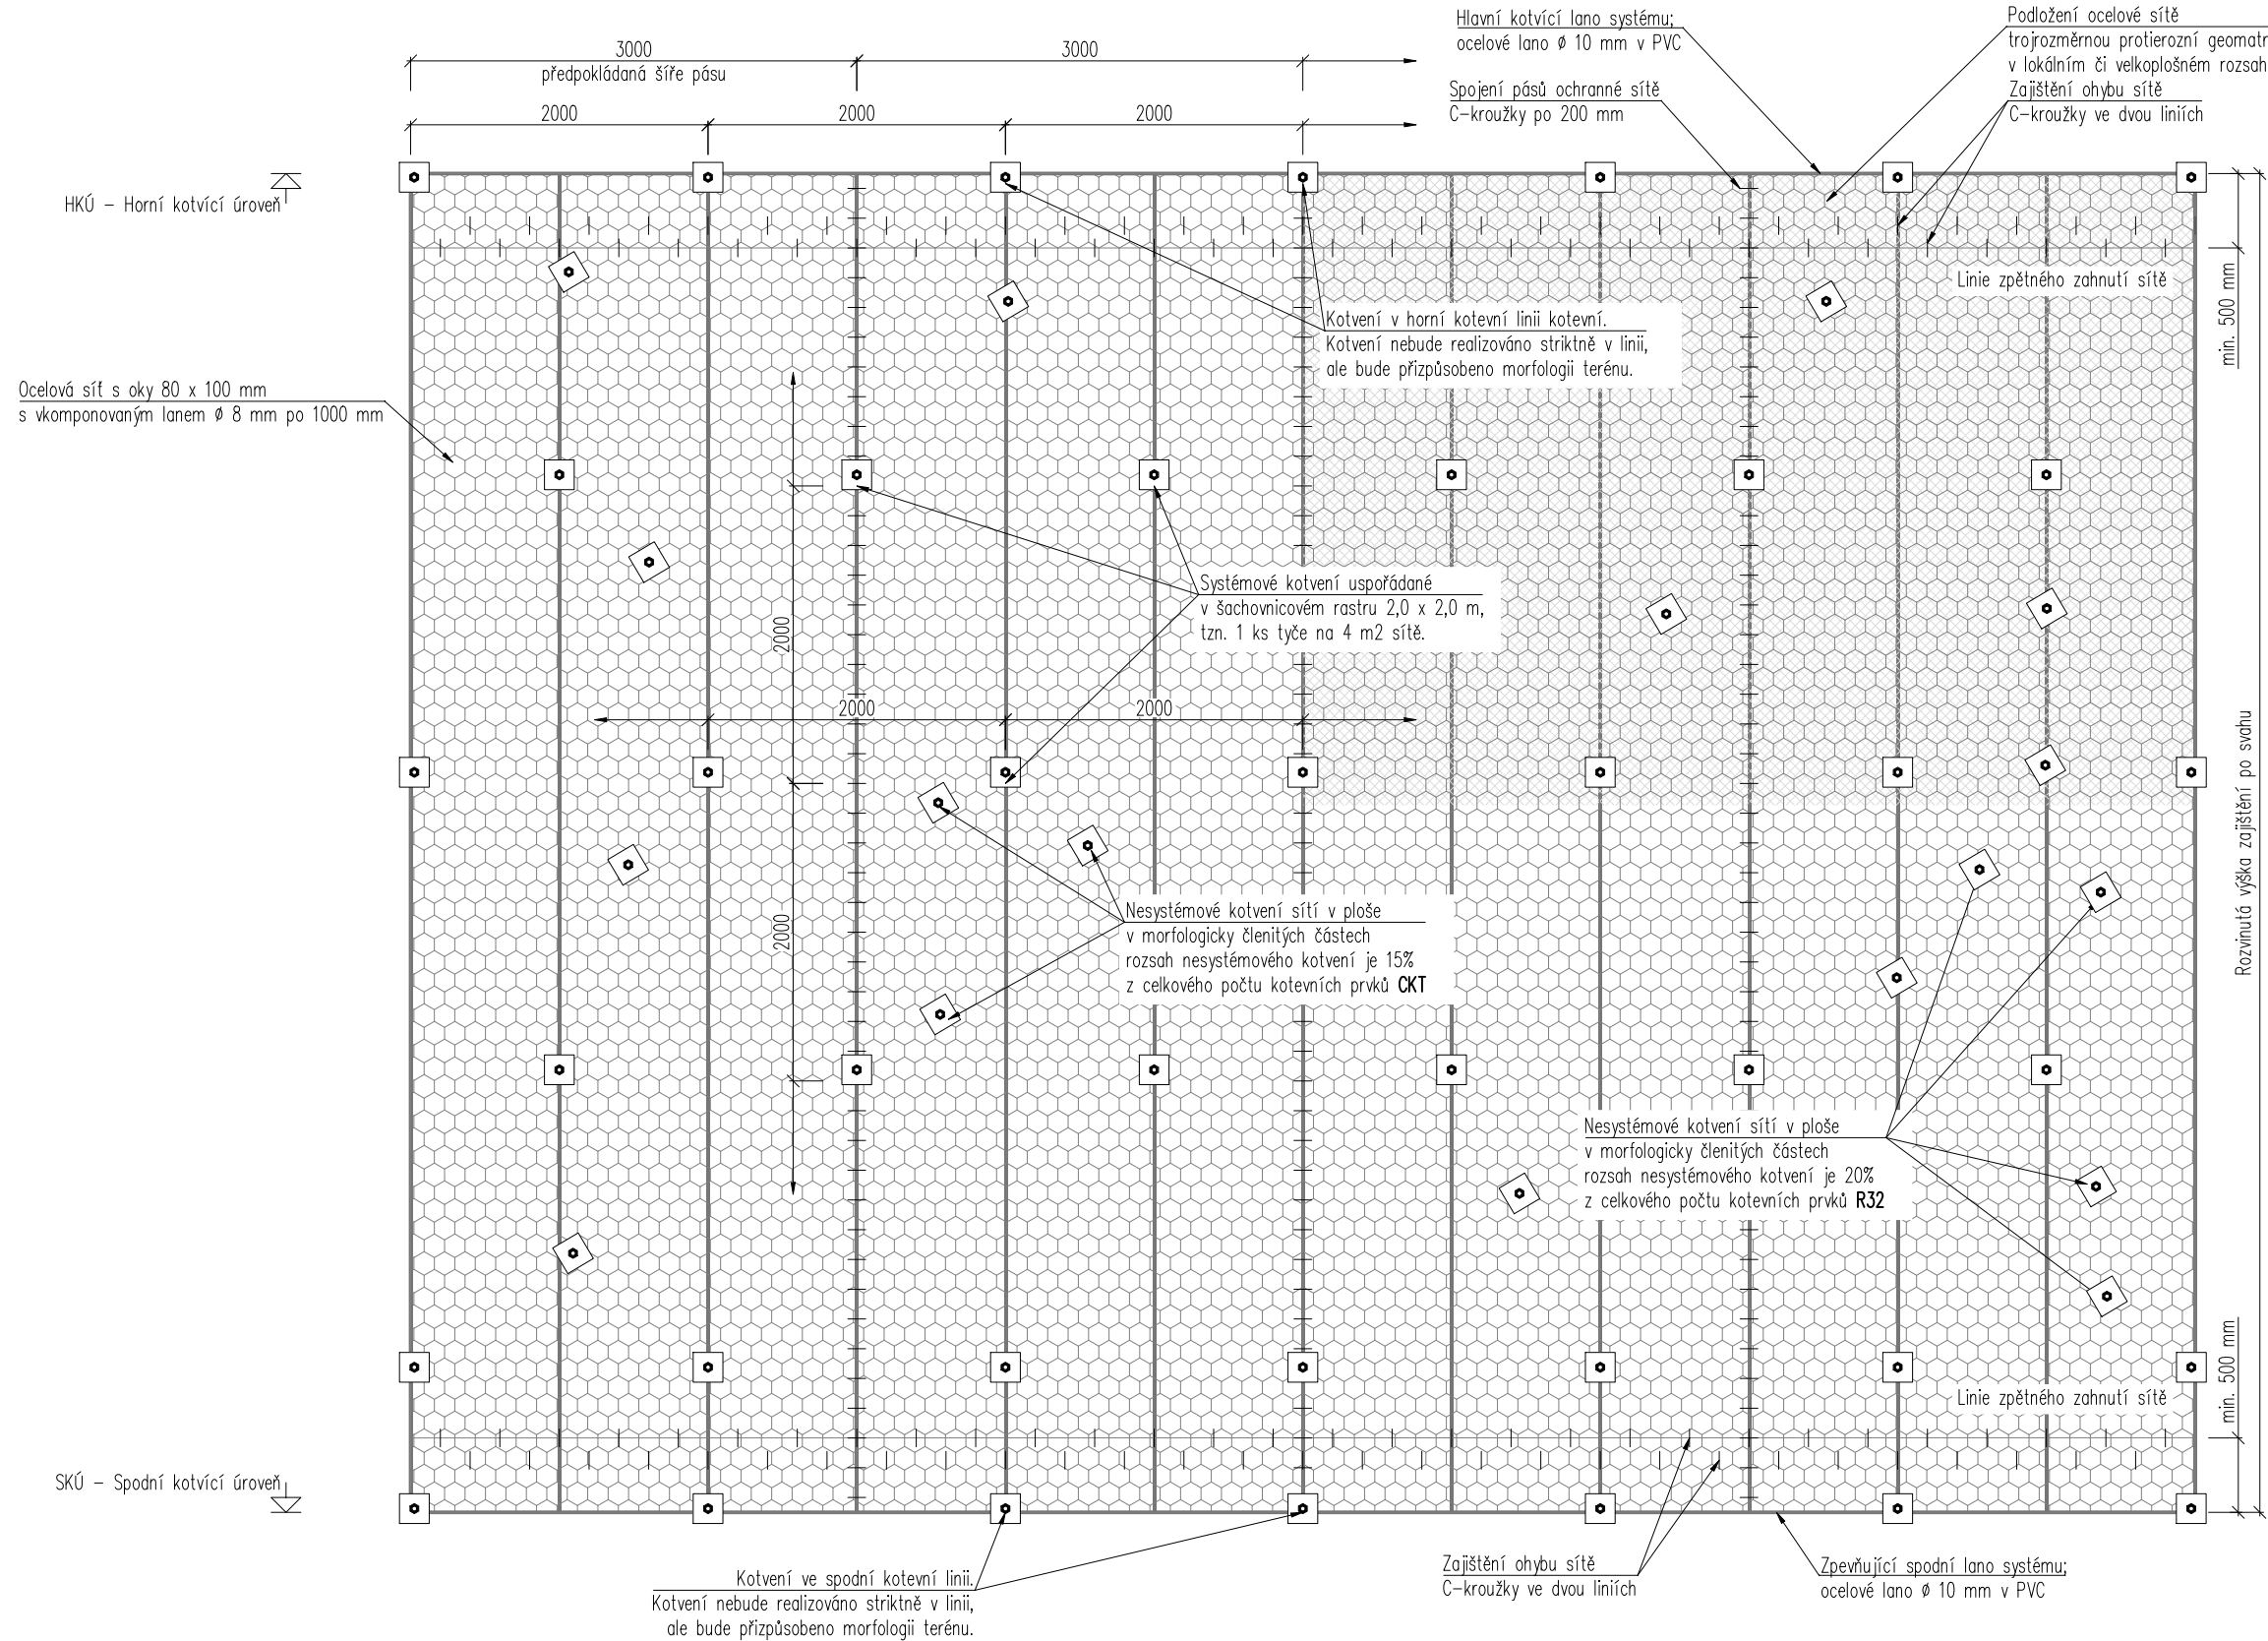 3000
3000
předpokládaná šíře pásu
2000
2000
2000
Hlavní kotvící lano systému;
ocelové lano ϕ 10 mm v PVC
Spojení pásů ochranné sítě
C-kroužky po 200 mm
Podložení ocelové sítě
trojrozměrnou protierozní geomatr
v lokálním či velkoplošném rozsah
Zajištění ohybu sítě
C-kroužky ve dvou liniích
HKÚ - Horní kotvící úroveň
Linie zpětného zahnutí sítě
min. 500 mm
Kotvení v horní kotevní linii kotevní.
Kotvení nebude realizováno striktně v linii,
ale bude přizpůsobeno morfologii terénu.
Ocelová síť s oky 80 x 100 mm
s vkomponovaným lanem ϕ 8 mm po 1000 mm
Systémové kotvení uspořádané
v šachovnicovém rastru 2,0 x 2,0 m,
tzn. 1 ks tyče na 4 m2 sítě.
2000
2000
2000
2000
Rozvinutá výška zajištění po svahu
Nesystémové kotvení sítí v ploše
v morfologicky členitých částech
rozsah nesystémového kotvení je 15%
z celkového počtu kotevních prvků CKT
Nesystémové kotvení sítí v ploše
v morfologicky členitých částech
rozsah nesystémového kotvení je 20%
z celkového počtu kotevních prvků R32
Linie zpětného zahnutí sítě
min. 500 mm
SKÚ - Spodní kotvící úroveň
Kotvení ve spodní kotevní linii.
Kotvení nebude realizováno striktně v linii,
ale bude přizpůsobeno morfologii terénu.
Zajištění ohybu sítě
C-kroužky ve dvou liniích
Zpevňující spodní lano systému;
ocelové lano ϕ 10 mm v PVC